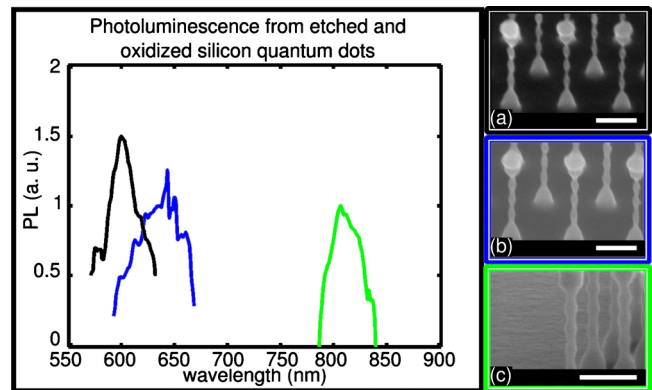 Photoluminescence from etched and
oxidized silicon quantum dots
2
1.5
1
0.5
0
PL (a. u.)
550 600 650 700 750 800 850 900
wavelength (nm)
(a)
(b)
(c)